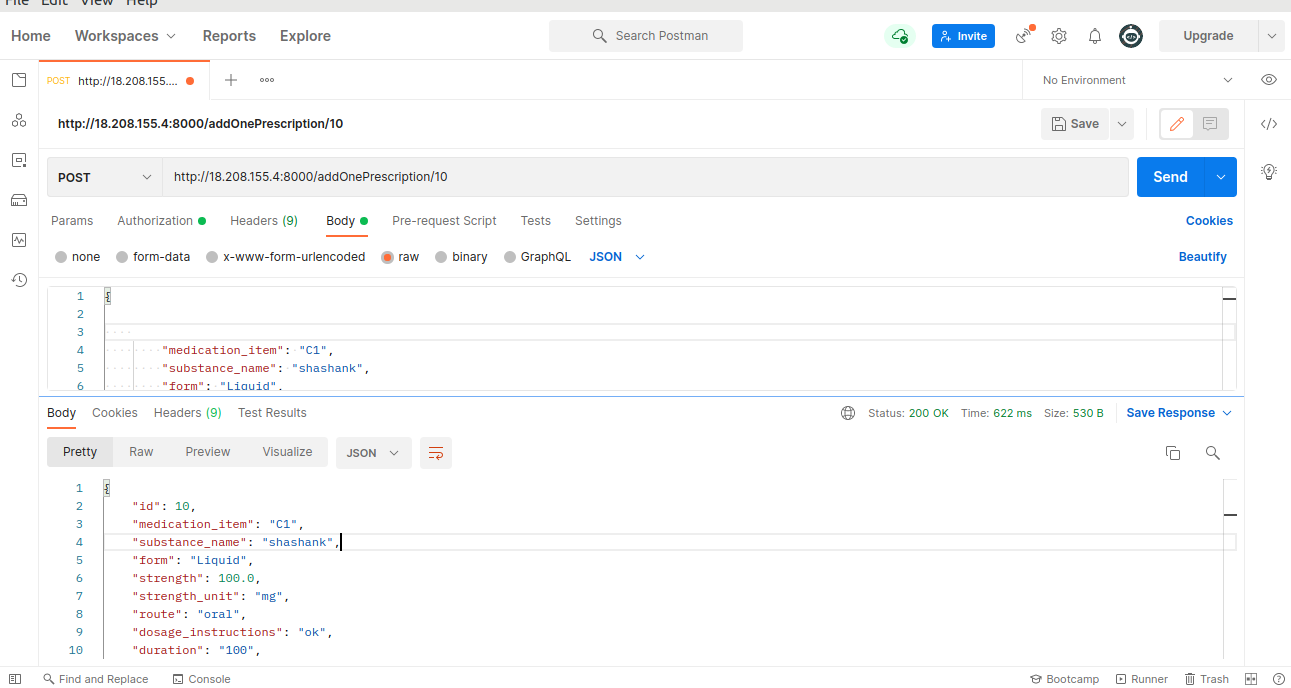 File Edit View Help
Home Workspaces Reports Explore Search Postman Invite Upgrade
POST http://18.208.155.... No Environment
http://18.208.155.4:8000/addOnePrescription/10 Save
POST http://18.208.155.4:8000/addOnePrescription/10 Send
Params Authorization Headers (9) Body Pre-request Script Tests Settings Cookies
none form-data x-www-form-urlencoded raw binary GraphQL JSON Beautify
1 {
2
3
4 "medication_item": "C1",
5 "substance_name": "shashank",
6 "form": "Liquid",
Body Cookies Headers (9) Test Results Status: 200 OK Time: 622 ms Size: 530 B Save Response
Pretty Raw Preview Visualize JSON
1 {
2 "id": 10,
3 "medication_item": "C1",
4 "substance_name": "shashank",
5 "form": "Liquid",
6 "strength": 100.0,
7 "strength_unit": "mg",
8 "route": "oral",
9 "dosage_instructions": "ok",
10 "duration": "100",
Find and Replace Console Bootcamp Runner Trash